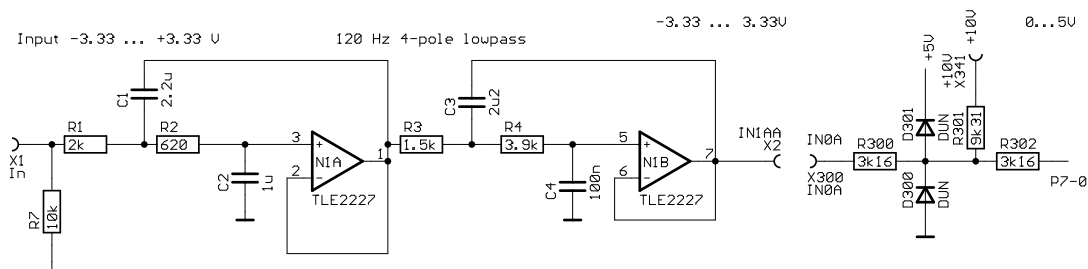 -3.33 ... 3.33V
0...5V
Input -3.33 ... +3.33 V
120 Hz 4-pole lowpass
+10V
+5V
+10V
X341
C1
2.2u
C3
2u2
R1
2k
R2
620
3
+
N1A
1
2
-
TLE2227
R3
1.5k
R4
3.9k
5
+
N1B
7
6
-
TLE2227
IN1AA
X2
IN0A
X300
IN0A
R300
3k16
D301
DUN
R301
9k31
R302
3k16
D300
DUN
P7-0
X1
In
R7
10k
C2
1u
C4
100n